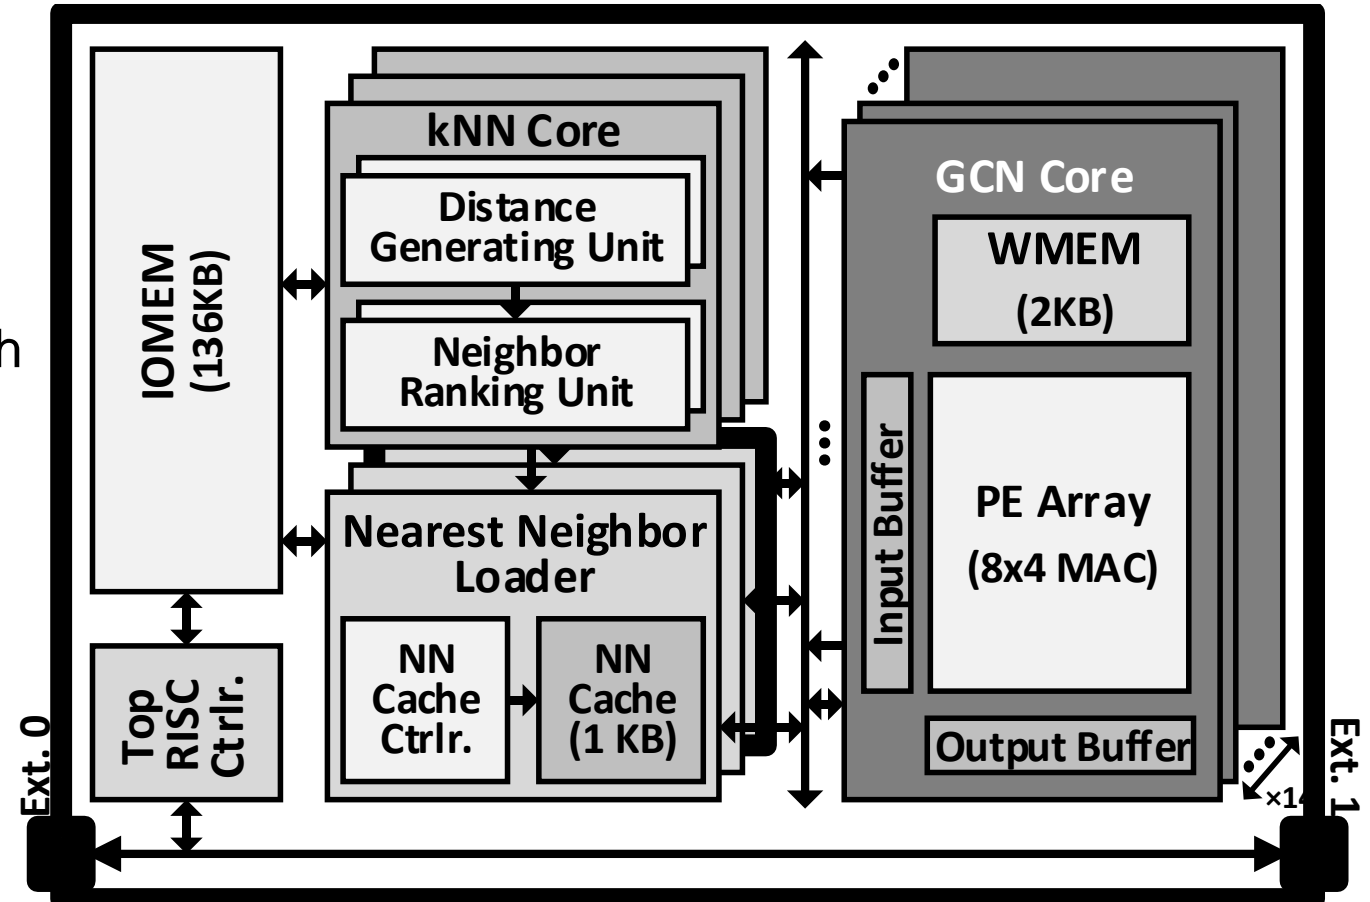 h
IOMEM
(136KB)
kNN Core
Distance
Generating Unit
Neighbor
Ranking Unit
Nearest Neighbor
Loader
NN
Cache
Ctrlr.
NN
Cache
(1 KB)
Top
RISC
Ctrlr.
GCN Core
WMEM
(2KB)
Input Buffer
PE Array
(8x4 MAC)
Output Buffer
Ext. 0
Ext. 1